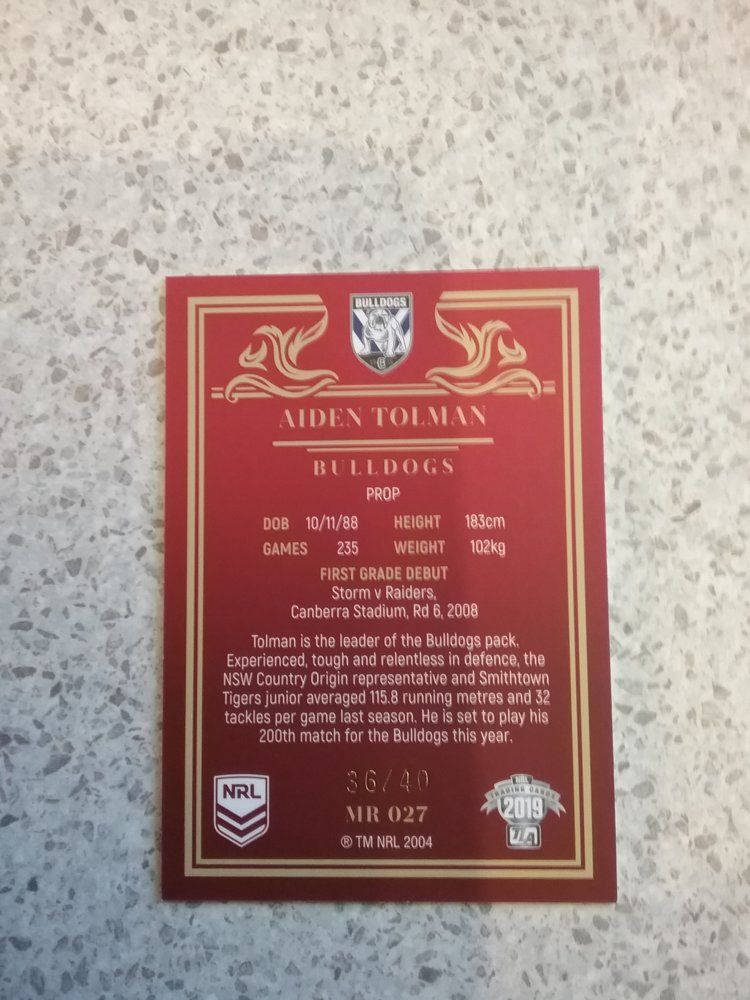 BULLDOGS
AIDEN TOLMAN
BULLDOGS
PROP
DOB 10/11/88 HEIGHT 183cm
GAMES 235 WEIGHT 102kg
FIRST GRADE DEBUT
Storm v Raiders,
Canberra Stadium, Rd 6, 2008
Tolman is the leader of the Bulldogs pack.
Experienced, tough and relentless in defence, the
NSW Country Origin representative and Smithtown
Tigers junior averaged 115.8 running metres and 32
tackles per game last season. He is set to play his
200th match for the Bulldogs this year.
36/40
MR 027
® TM NRL 2004
NRL
NRL
TRADING CARDS
2019
TLA